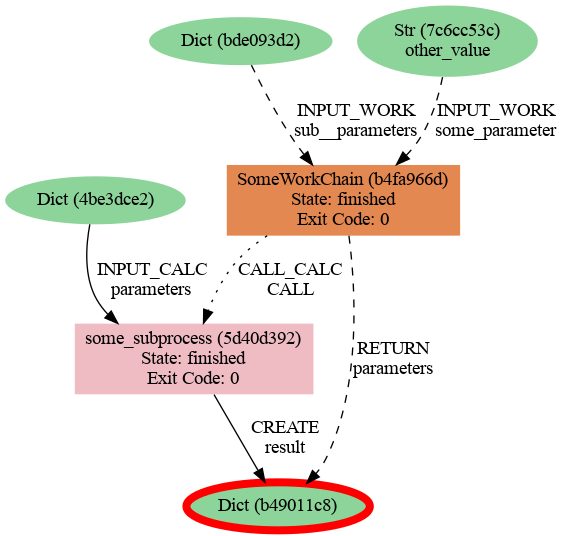 Dict (bde093d2)
Str (7c6cc53c)
other_value
INPUT_WORK
sub__parameters
INPUT_WORK
some_parameter
SomeWorkChain (b4fa966d)
State: finished
Exit Code: 0
Dict (4be3dce2)
INPUT_CALC
parameters
CALL_CALC
CALL
some_subprocess (5d40d392)
State: finished
Exit Code: 0
RETURN
parameters
CREATE
result
Dict (b49011c8)